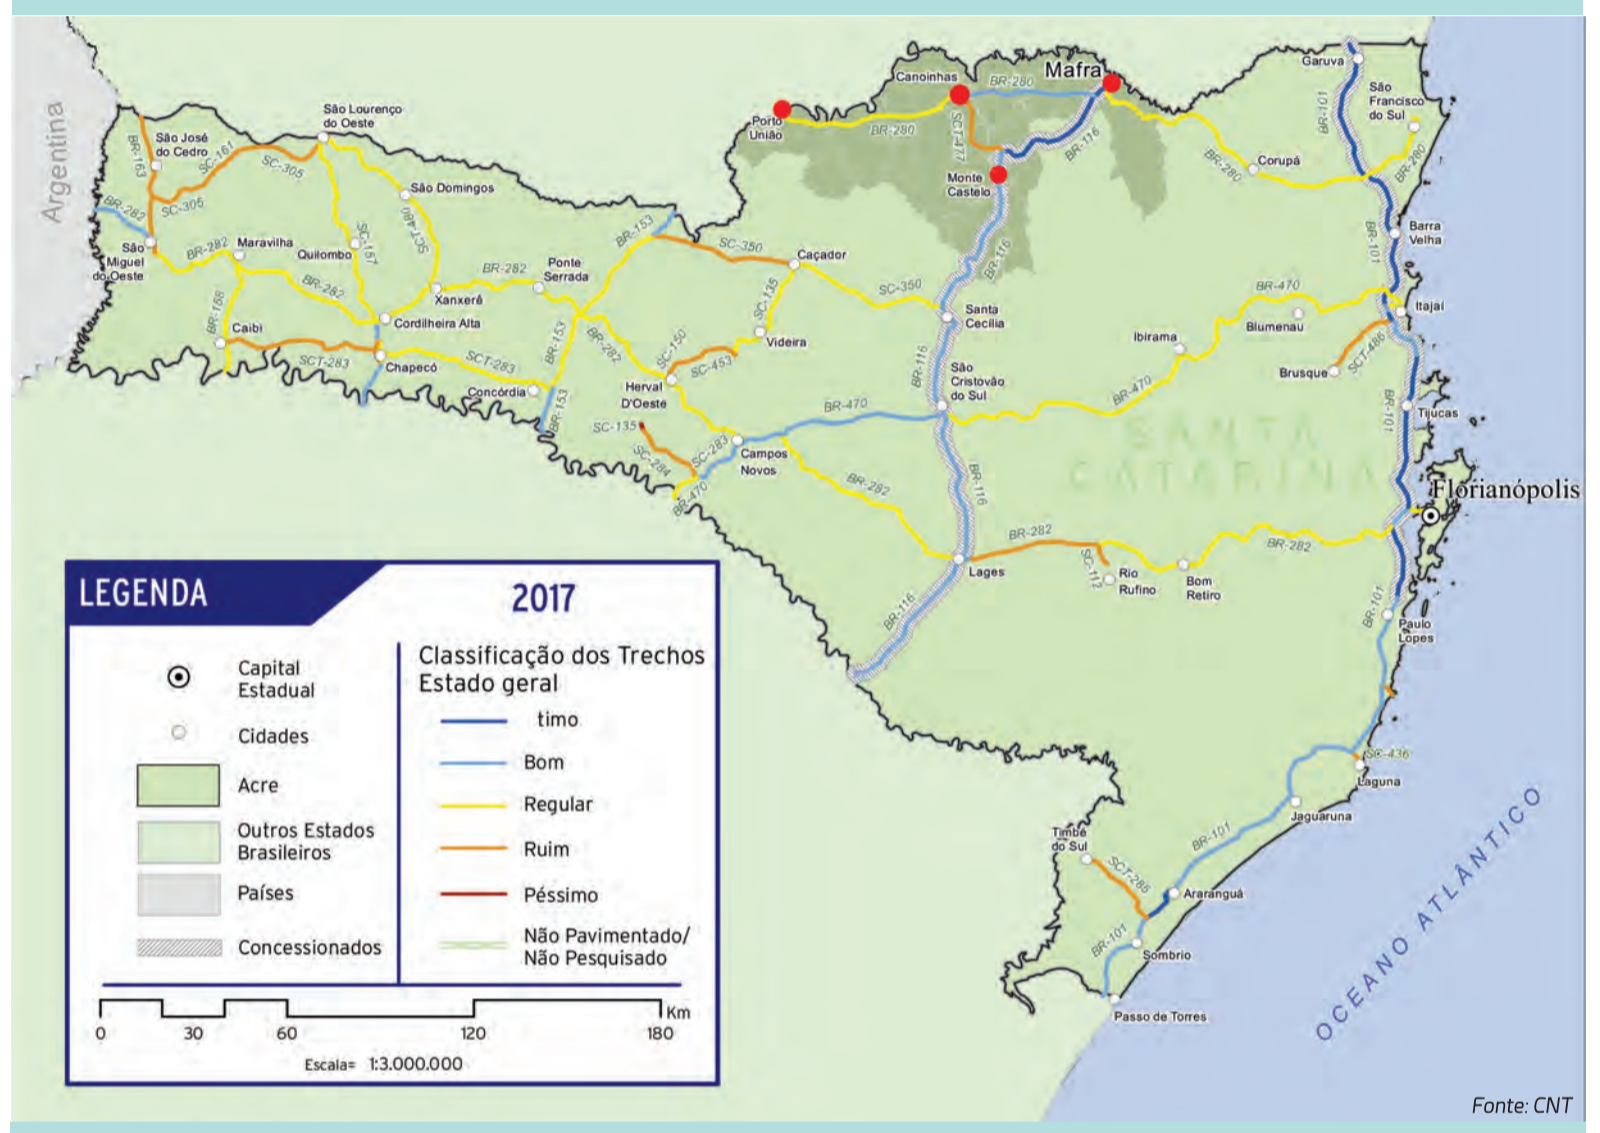 Argentina
São Lourenço
do Oeste
São José
do Cedro
BR-163
SC-161
SC-305
SC-305
São Domingos
SCT-480
BR-282
São
Miguel
do Oeste
BR-282
Maravilha
Quilombo
SC-157
BR-282
BR-158
Caibi
SCT-283
Xanxerê
Cordilheira Alta
Chapecó
SCT-283
Concórdia
BR-282
Ponte
Serrada
BR-153
BR-153
BR-153
BR-282
SC-350
Caçador
SC-135
Videira
SC-150
SC-453
Herval
D'Oeste
SC-135
SC-284
SC-283
BR-470
Campos
Novos
BR-470
BR-282
Porto
União
BR-280
Canoinhas
BR-280
Mafra
SCT-477
BR-116
Monte
Castelo
BR-116
SC-350
Santa
Cecília
BR-116
São
Cristovão
do Sul
BR-116
BR-282
Lages
BR-116
SC-112
Rio
Rufino
Bom
Retiro
BR-282
BR-280
Corupá
Garuva
BR-101
São
Francisco
do Sul
BR-280
Barra
Velha
BR-101
BR-470
Itajaí
Blumenau
Ibirama
Brusque
SCT-486
BR-470
BR-101
Tijucas
SANTA
CATARINA
Florianópolis
BR-101
Paulo
Lopes
SC-436
Laguna
Jaguaruna
BR-101
Timbé
do Sul
SCT-285
Araranguá
BR-101
Sombrio
Passo de Torres
OCEANO ATLÂNTICO
LEGENDA
2017
Capital
Estadual
Cidades
Acre
Outros Estados
Brasileiros
Países
Concessionados
Classificação dos Trechos
Estado geral
timo
Bom
Regular
Ruim
Péssimo
Não Pavimentado/
Não Pesquisado
0 30 60 120 180 Km
Escala= 1:3.000.000
Fonte: CNT